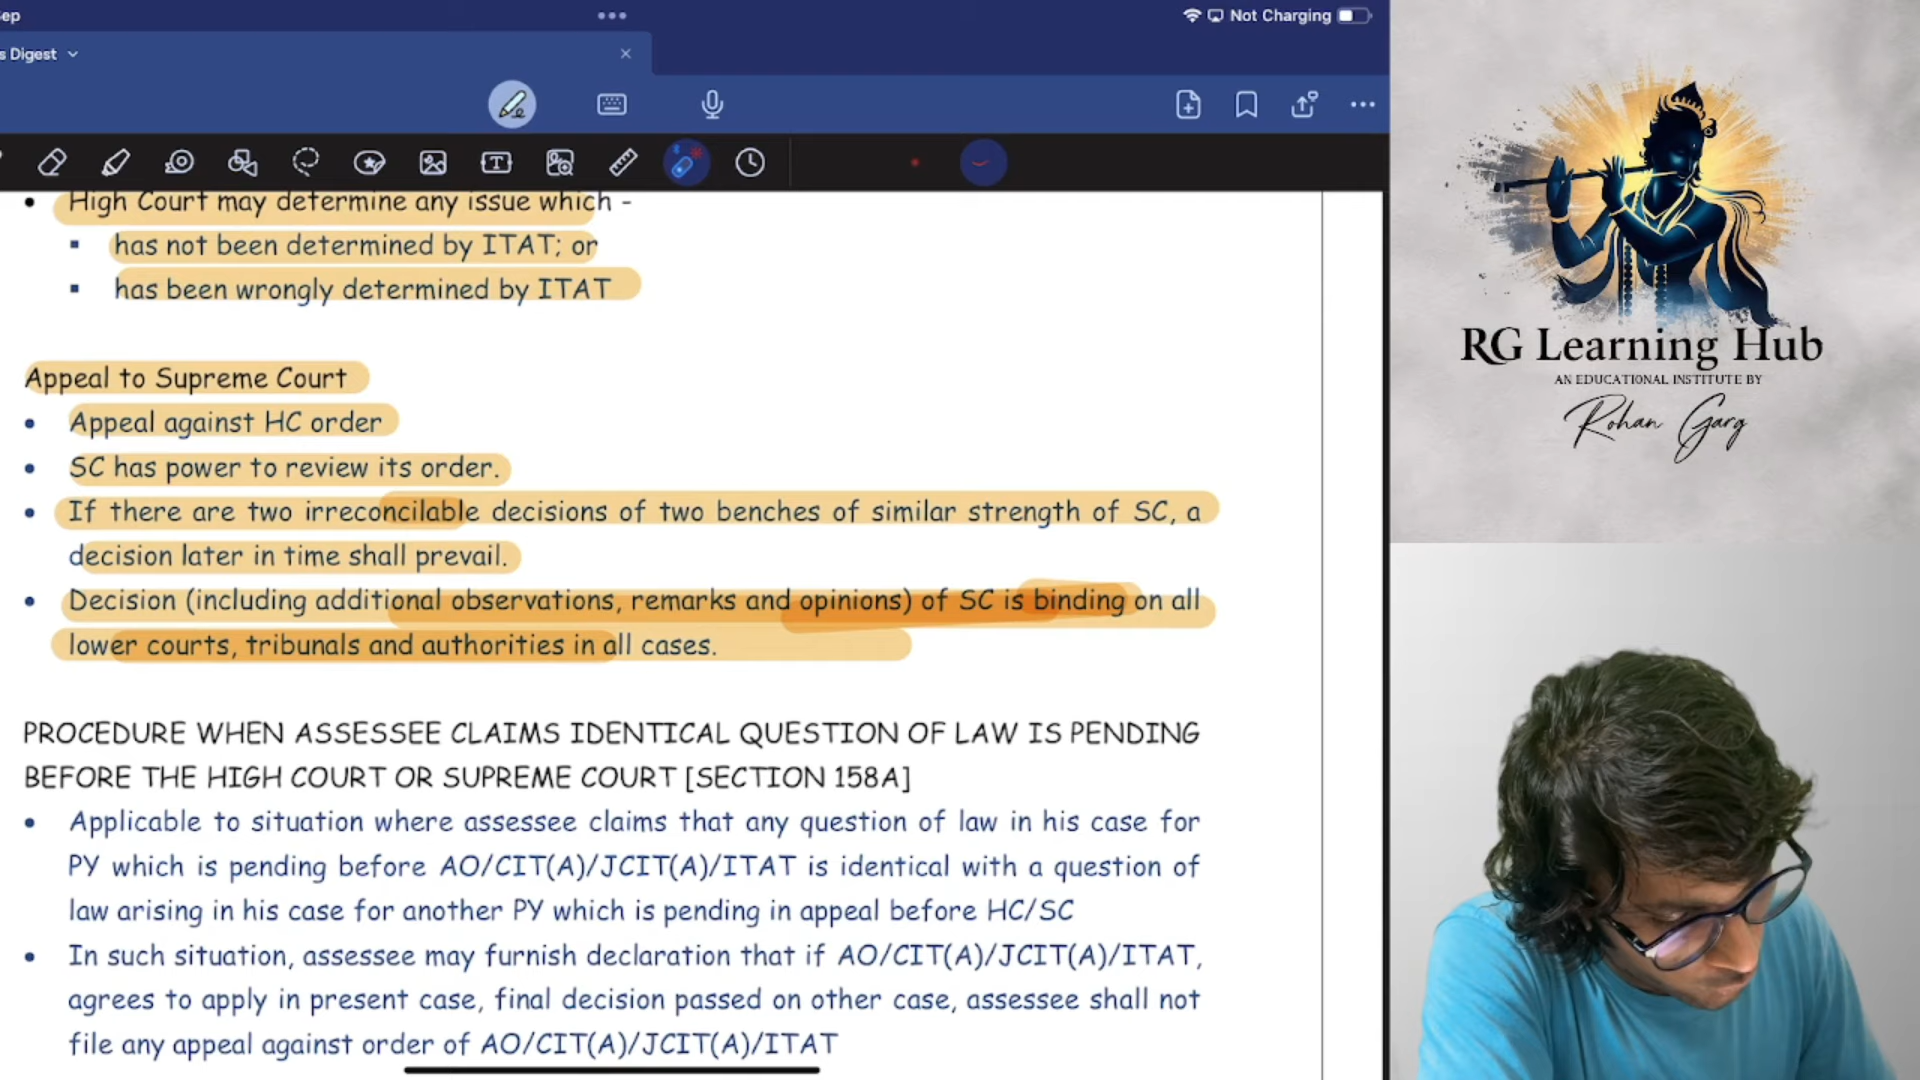 ep
Not Charging
s Digest
High Court may determine any issue which -
has not been determined by ITAT; or
has been wrongly determined by ITAT
Appeal to Supreme Court
Appeal against HC order
SC has power to review its order.
If there are two irreconcilable decisions of two benches of similar strength of SC, a
decision later in time shall prevail.
Decision (including additional observations, remarks and opinions) of SC is binding on all
lower courts, tribunals and authorities in all cases.
PROCEDURE WHEN ASSESSEE CLAIMS IDENTICAL QUESTION OF LAW IS PENDING
BEFORE THE HIGH COURT OR SUPREME COURT [SECTION 158A]
Applicable to situation where assessee claims that any question of law in his case for
PY which is pending before AO/CIT(A)/JCIT(A)/ITAT is identical with a question of
law arising in his case for another PY which is pending in appeal before HC/SC
In such situation, assessee may furnish declaration that if AO/CIT(A)/JCIT(A)/ITAT,
agrees to apply in present case, final decision passed on other case, assessee shall not
file any appeal against order of AO/CIT(A)/JCIT(A)/ITAT
RG Learning Hub
AN EDUCATIONAL INSTITUTE BY
Rohan Garg